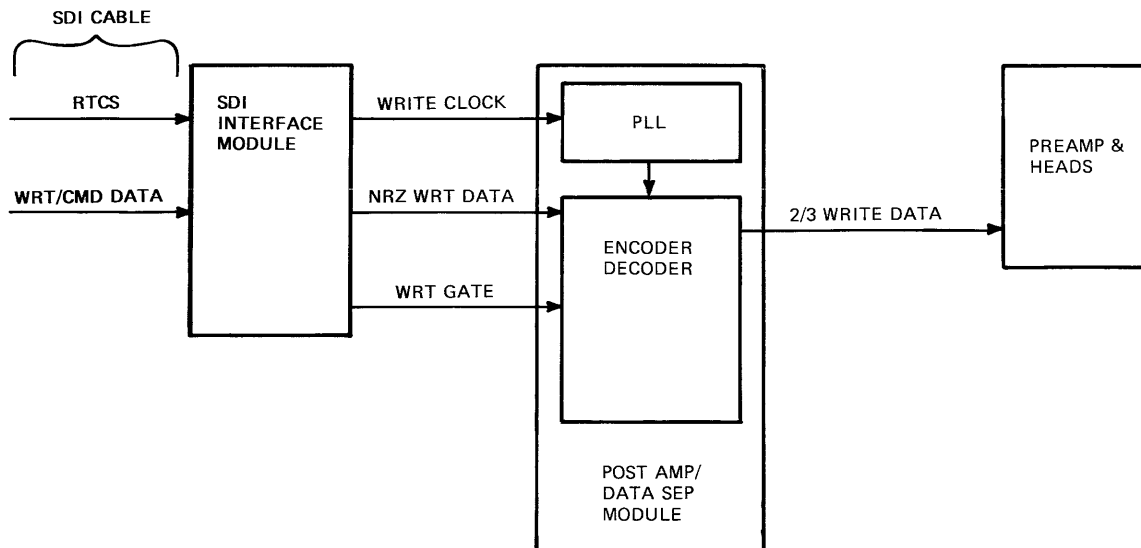 SDI CABLE
RTCS
WRT/CMD DATA
SDI
INTERFACE
MODULE
WRITE CLOCK
NRZ WRT DATA
WRT GATE
PLL
ENCODER
DECODER
POST AMP/
DATA SEP
MODULE
2/3 WRITE DATA
PREAMP &
HEADS